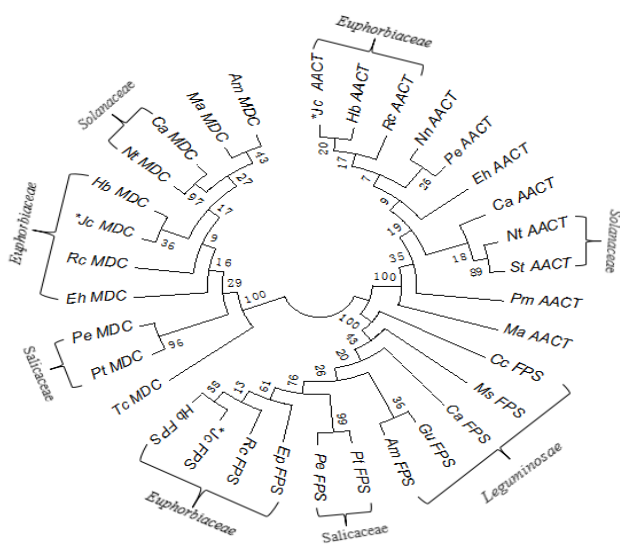 Euphorbiaceae
*Jc AACT
Hb AACT
Rc AACT
Nn AACT
Pe AACT
Eh AACT
Ca AACT
Nt AACT
St AACT
Solanaceae
Pm AACT
Ma AACT
Cc FPS
Ms FPS
Ca FPS
Gu FPS
Am FPS
Leguminosae
Pt FPS
Pe FPS
Salicaceae
Ep FPS
Rc FPS
*Jc FPS
Hb FPS
Euphorbiaceae
Tc MDC
Pt MDC
Pe MDC
Salicaceae
Eh MDC
Rc MDC
*Jc MDC
Hb MDC
Euphorbiaceae
Nt MDC
Ca MDC
Solanaceae
Ma MDC
Am MDC
20
17
7
26
9
19
18
89
35
100
100
43
20
36
26
99
76
61
13
38
100
29
96
16
9
36
17
97
27
43